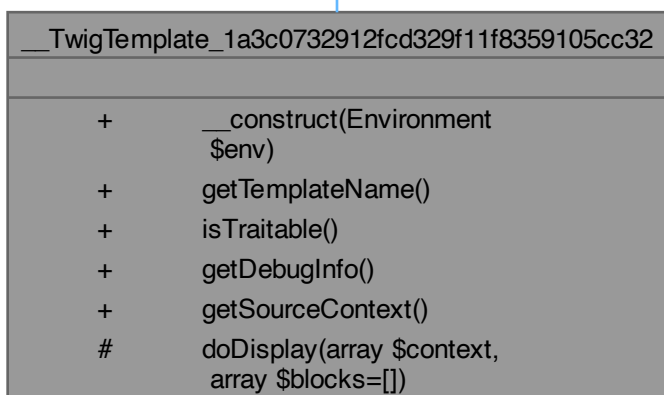 __TwigTemplate_1a3c0732912fcd329f11f8359105cc32
+ __construct(Environment
$env)
+ getTemplateName()
+ isTraitable()
+ getDebugInfo()
+ getSourceContext()
# doDisplay(array $context,
array $blocks=[])